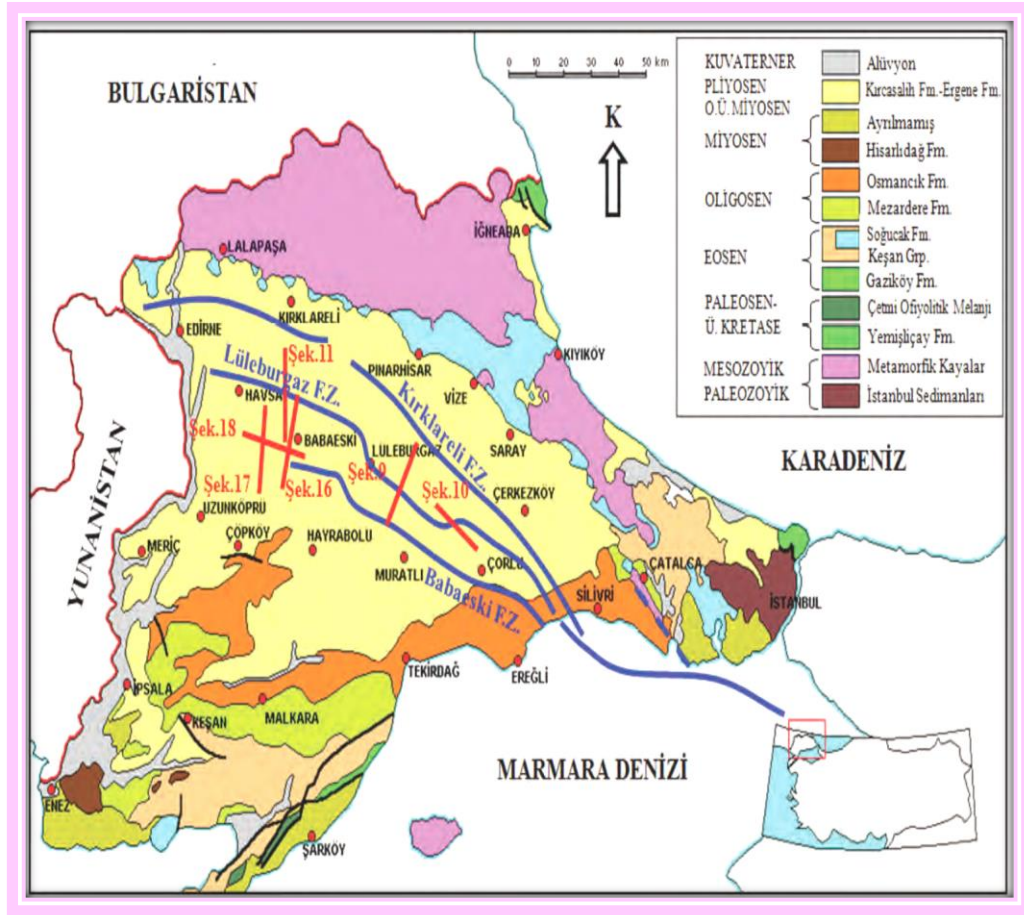 BULGARİSTAN
0 10 20 30 40 50 km
K
KUVATERNER
Alüvyon
PLİYOSEN
O.Ü. MİYOSEN
Kırcasalih Fm.-Ergene Fm.
MİYOSEN
Ayrılmamış
Hisarlıdağ Fm.
OLİGOSEN
Osmancık Fm.
Mezardere Fm.
EOSEN
Soğucak Fm.
Keşan Grp.
Gaziköy Fm.
PALEOSEN-
Ü. KRETASE
Çetmi Ofiyolitik Melanjı
Yemişliçay Fm.
MESOZOYİK
Metamorfik Kayalar
PALEOZOYİK
İstanbul Sedimanları
İĞNEADA
LALAPAŞA
KIRKLARELİ
EDİRNE
Şek.11
PINARHİSAR
KIYIKÖY
Lüleburgaz F.Z.
Kırklareli F.Z.
HAVSA
VİZE
Şek.18
BABAESKİ
LÜLEBURGAZ
SARAY
KARADENİZ
Şek.9
Şek.17
Şek.16
Şek.10
ÇERKEZKÖY
YUNANİSTAN
UZUNKÖPRÜ
ÇÖPKÖY
HAYRABOLU
MERİÇ
MURATLI
ÇORLU
ÇATALCA
Babaeski F.Z.
SİLİVRİ
İSTANBUL
TEKİRDAĞ
EREĞLİ
İPSALA
KEŞAN
MALKARA
MARMARA DENİZİ
ENEZ
ŞARKÖY